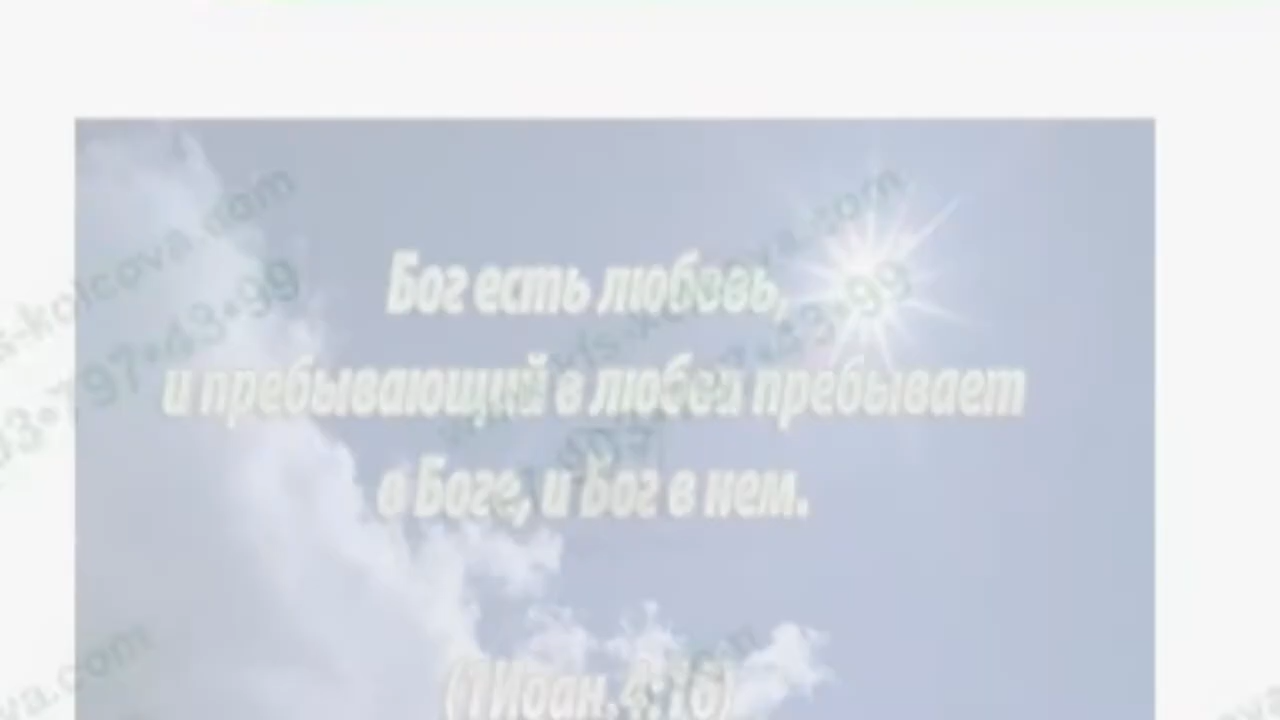 Бог есть любовь,
и пребывающий в любви пребывает
в Боге, и Бог в нем.
(1Иоан.4:16)